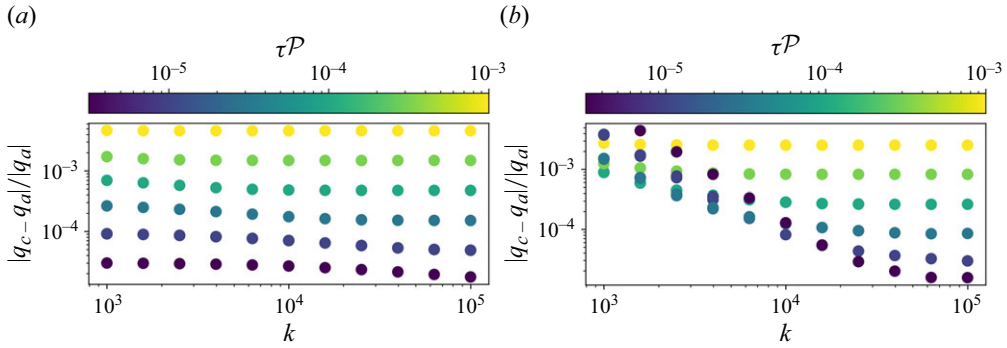 (a) (b)
τP τP
10⁻⁵ 10⁻⁴ 10⁻³ 10⁻⁵ 10⁻⁴ 10⁻³
|q_c – q_a|/|q_a| |q_c – q_a|/|q_a|
10⁻³ 10⁻³
10⁻⁴ 10⁻⁴
10³ 10⁴ 10⁵ 10³ 10⁴ 10⁵
k k